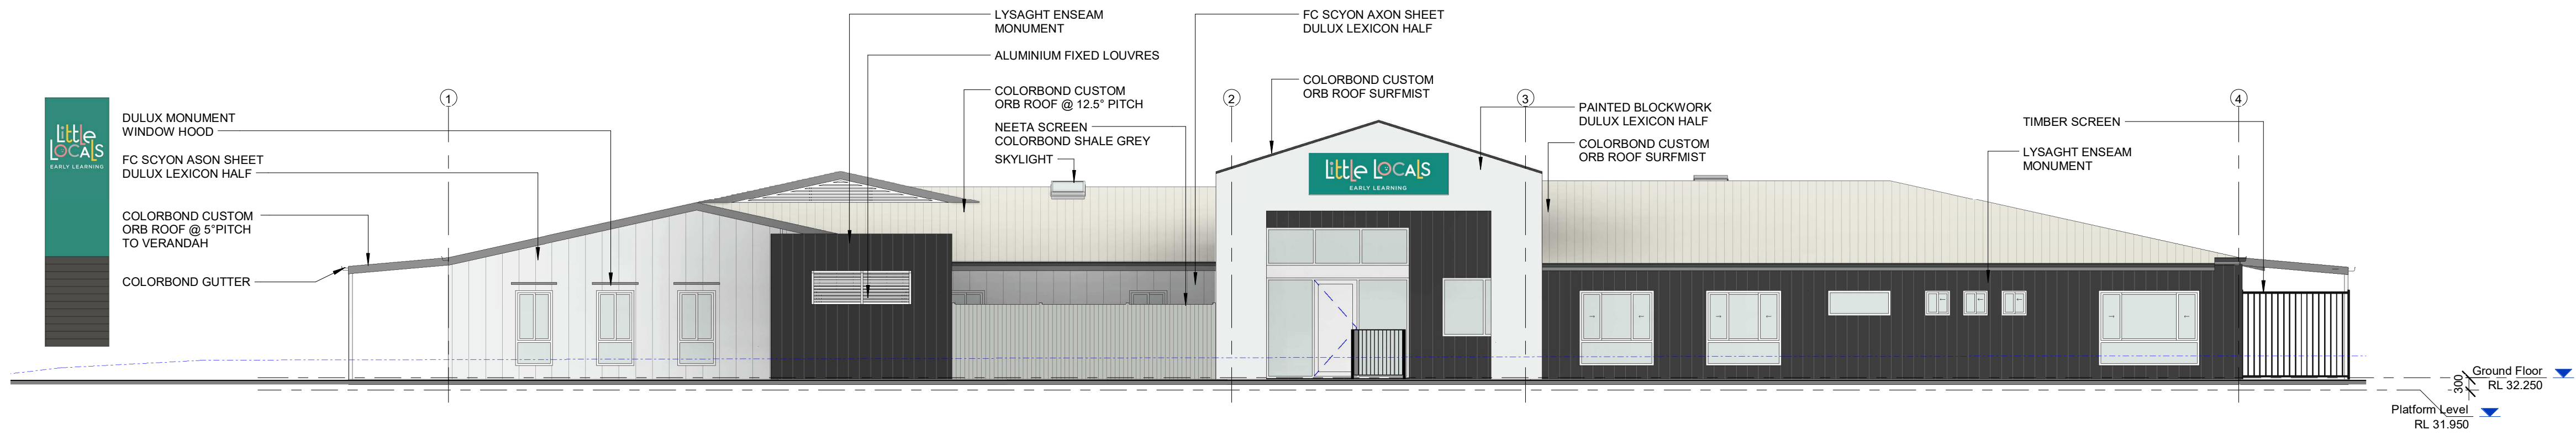 Little
LOCALS
EARLY LEARNING
DULUX MONUMENT
WINDOW HOOD
FC SCYON ASON SHEET
DULUX LEXICON HALF
COLORBOND CUSTOM
ORB ROOF @ 5°PITCH
TO VERANDAH
COLORBOND GUTTER
1
LYSAGHT ENSEAM
MONUMENT
ALUMINIUM FIXED LOUVRES
COLORBOND CUSTOM
ORB ROOF @ 12.5° PITCH
NEETA SCREEN
COLORBOND SHALE GREY
SKYLIGHT
2
FC SCYON AXON SHEET
DULUX LEXICON HALF
COLORBOND CUSTOM
ORB ROOF SURFMIST
Little LOCALS
EARLY LEARNING
3
PAINTED BLOCKWORK
DULUX LEXICON HALF
COLORBOND CUSTOM
ORB ROOF SURFMIST
TIMBER SCREEN
LYSAGHT ENSEAM
MONUMENT
4
Ground Floor
RL 32.250
300
Platform Level
RL 31.950